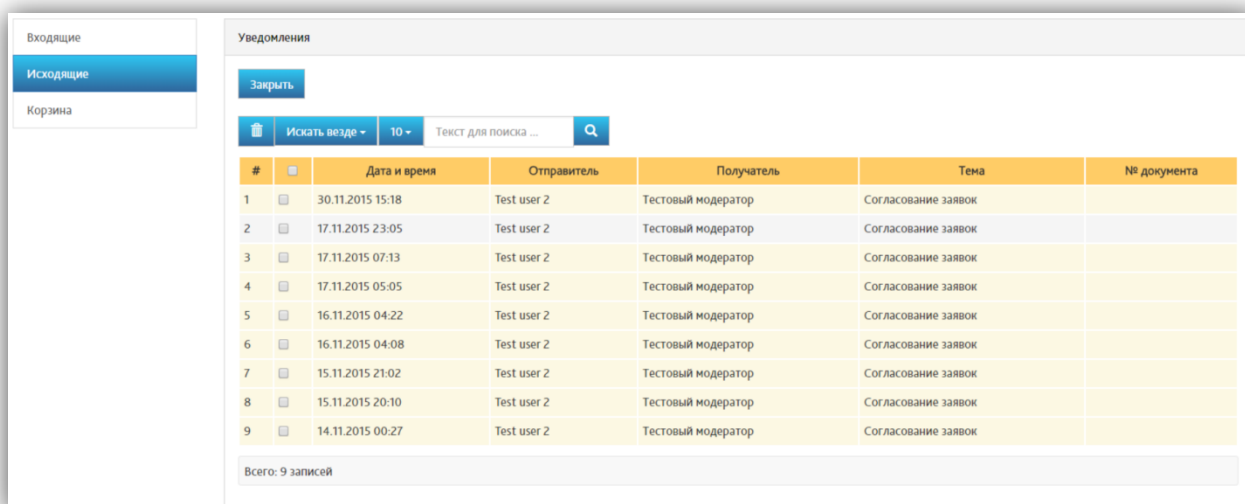 Входящие
Исходящие
Корзина
Уведомления
Закрыть
Искать везде 10 Текст для поиска ...
# Дата и время Отправитель Получатель Тема № документа
1 30.11.2015 15:18 Test user 2 Тестовый модератор Согласование заявок
2 17.11.2015 23:05 Test user 2 Тестовый модератор Согласование заявок
3 17.11.2015 07:13 Test user 2 Тестовый модератор Согласование заявок
4 17.11.2015 05:05 Test user 2 Тестовый модератор Согласование заявок
5 16.11.2015 04:22 Test user 2 Тестовый модератор Согласование заявок
6 16.11.2015 04:08 Test user 2 Тестовый модератор Согласование заявок
7 15.11.2015 21:02 Test user 2 Тестовый модератор Согласование заявок
8 15.11.2015 20:10 Test user 2 Тестовый модератор Согласование заявок
9 14.11.2015 00:27 Test user 2 Тестовый модератор Согласование заявок
Всего: 9 записей